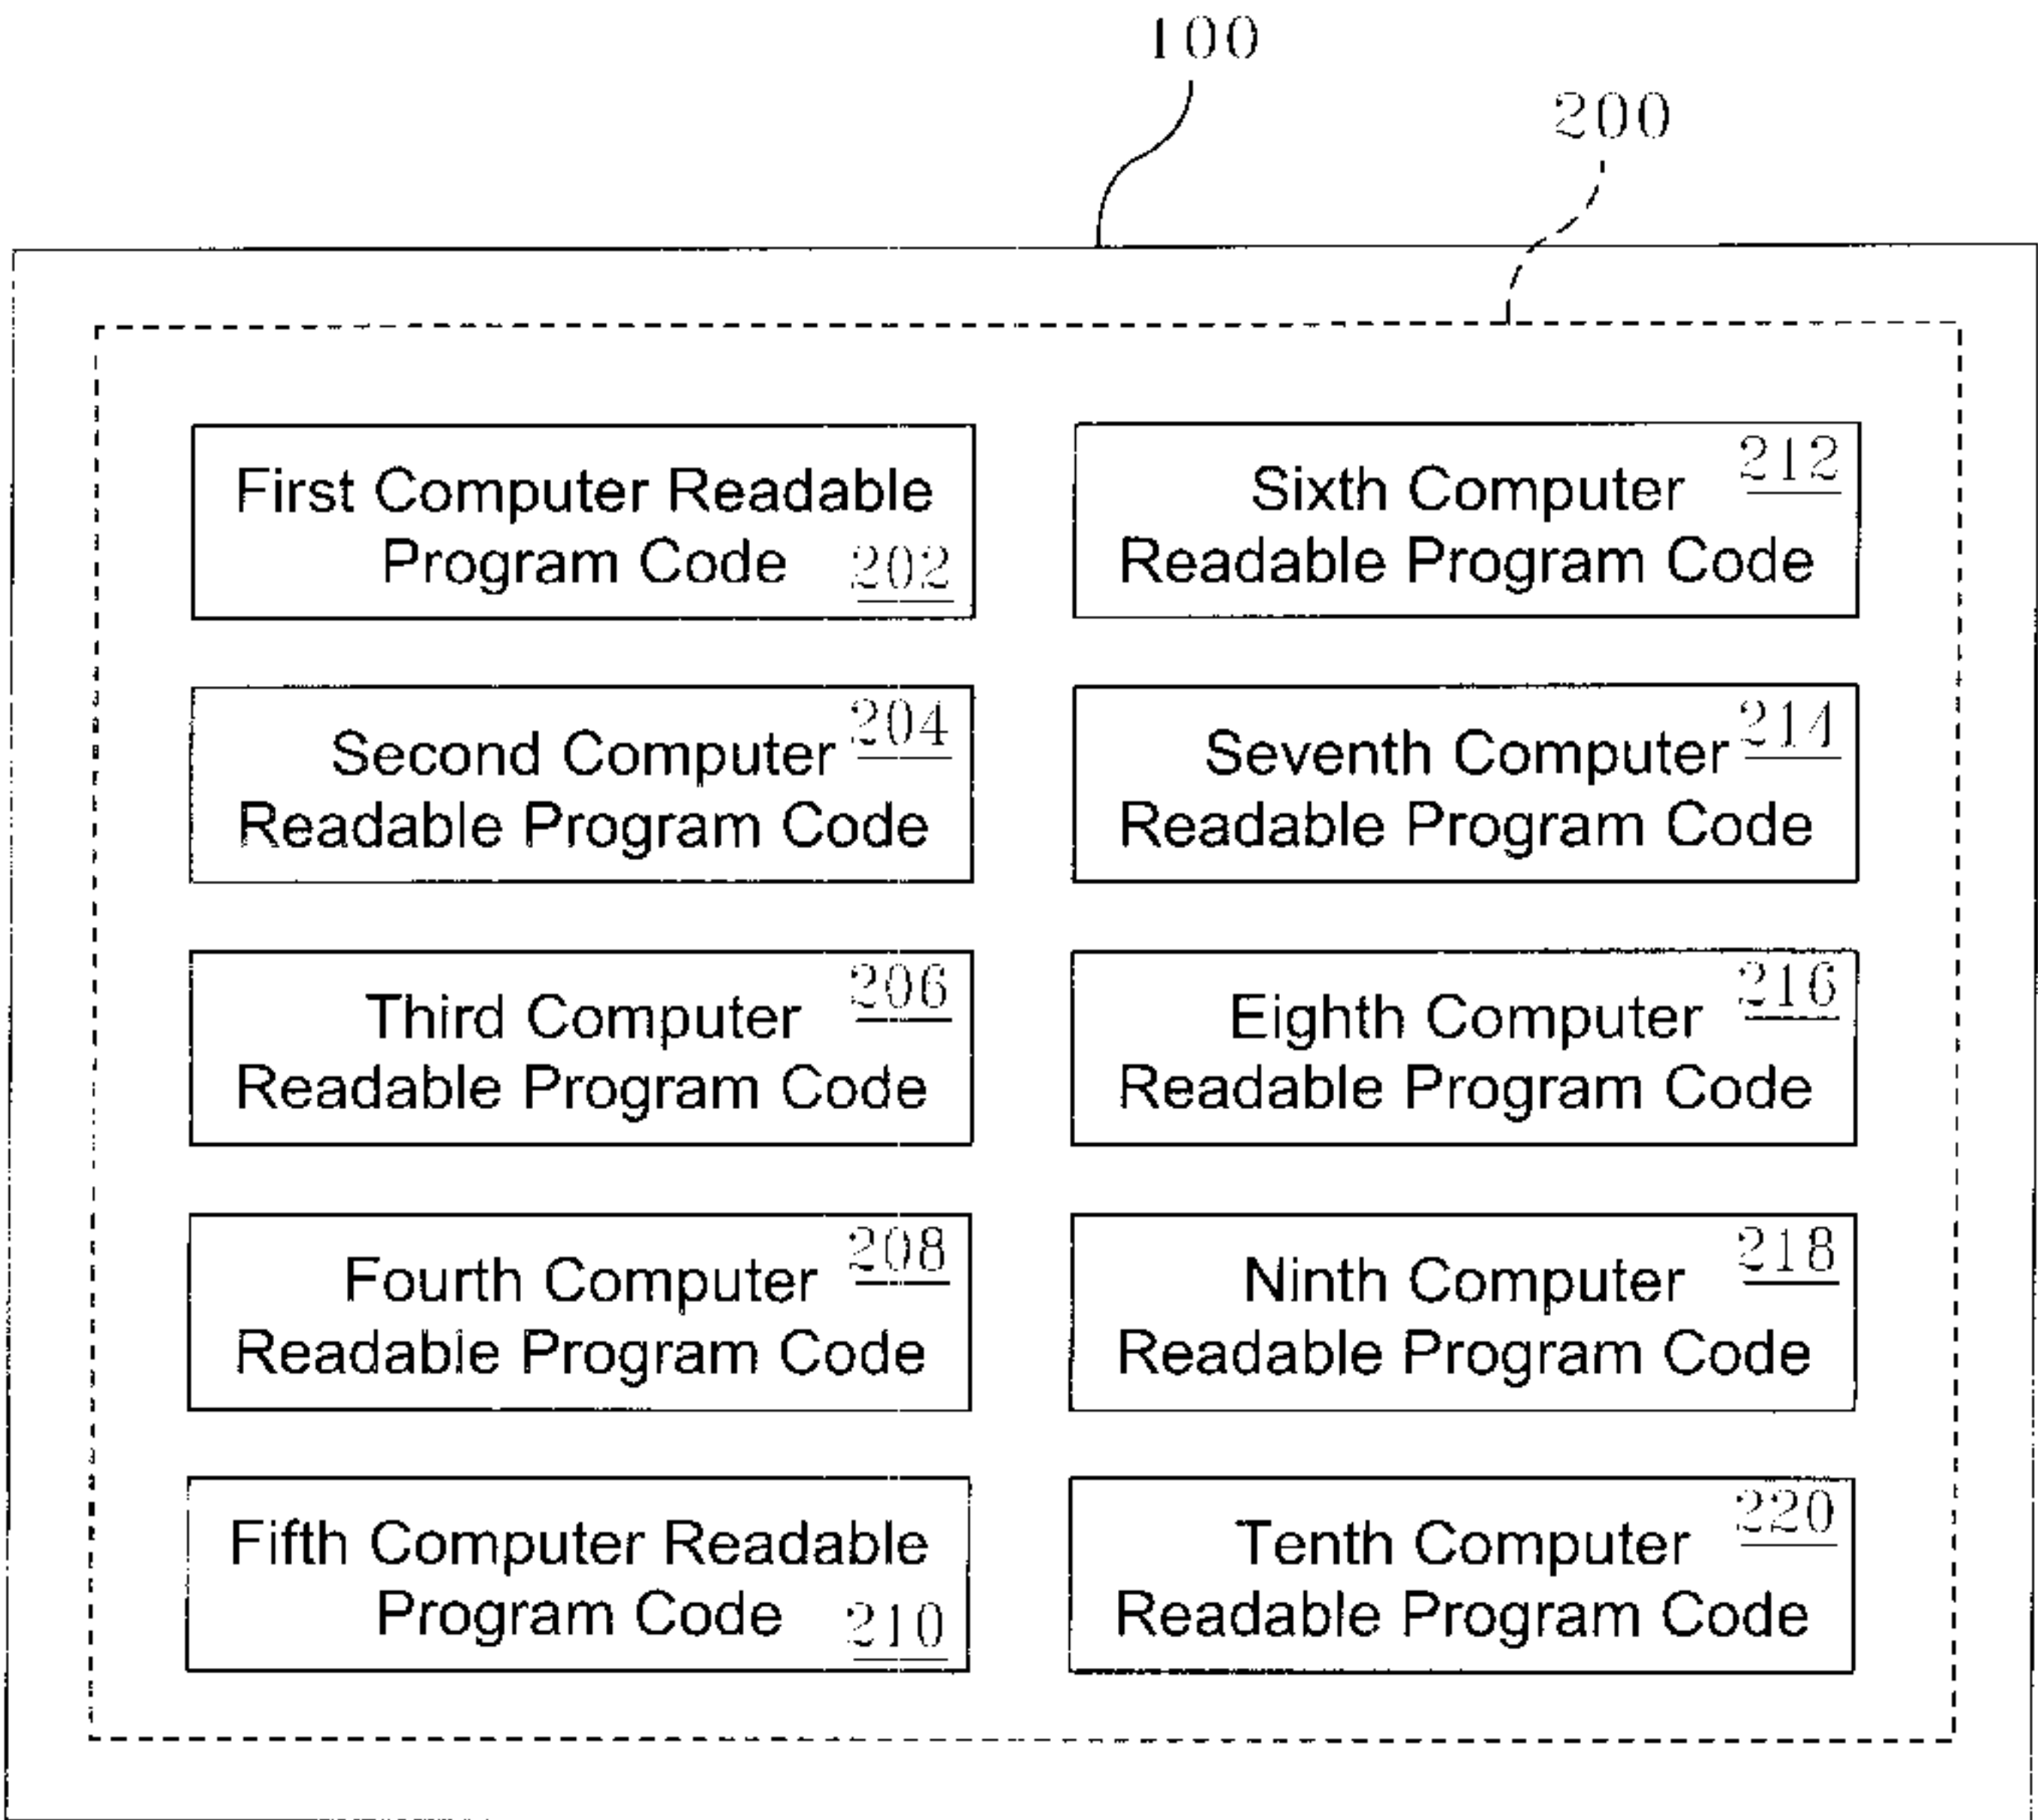 100
200
First Computer Readable
Program Code 202
Sixth Computer 212
Readable Program Code
Second Computer 204
Readable Program Code
Seventh Computer 214
Readable Program Code
Third Computer 206
Readable Program Code
Eighth Computer 216
Readable Program Code
Fourth Computer 208
Readable Program Code
Ninth Computer 218
Readable Program Code
Fifth Computer Readable
Program Code 210
Tenth Computer 220
Readable Program Code